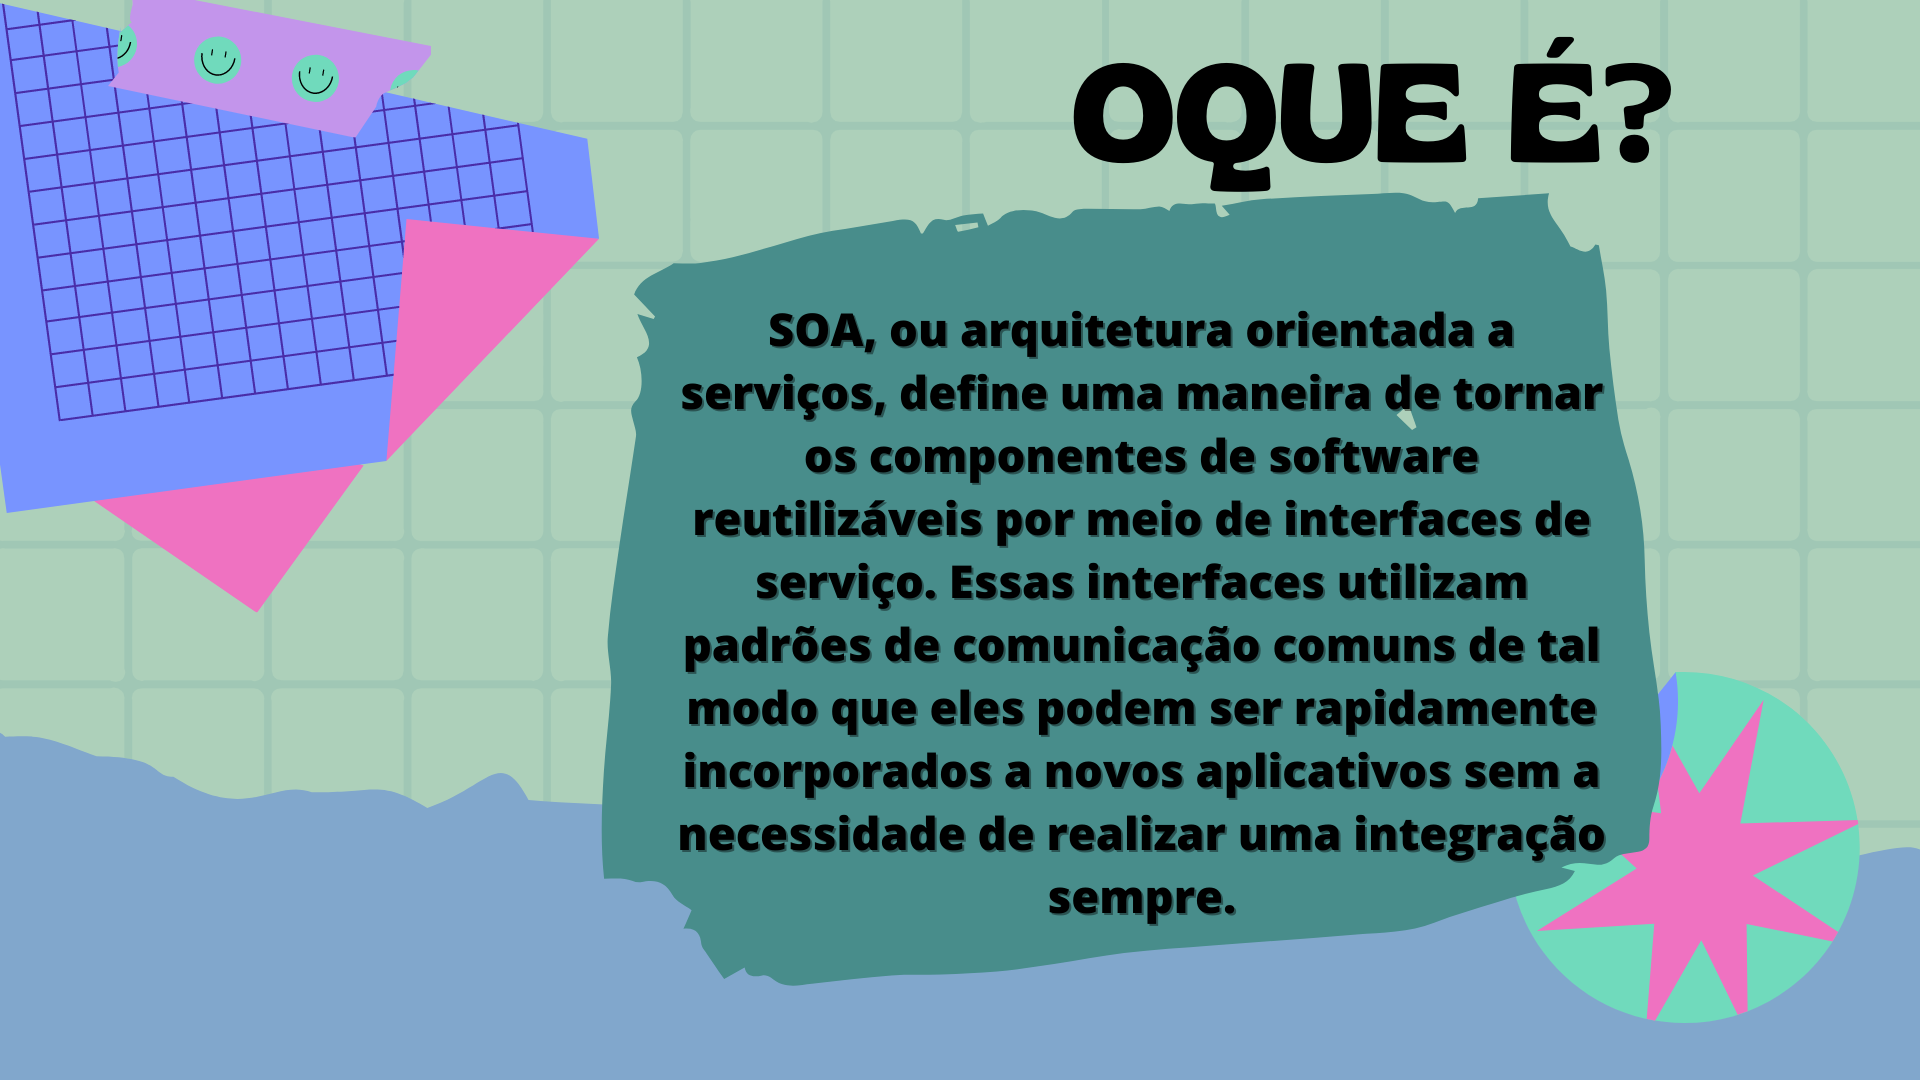 OQUE É?
SOA, ou arquitetura orientada a
serviços, define uma maneira de tornar
os componentes de software
reutilizáveis por meio de interfaces de
serviço. Essas interfaces utilizam
padrões de comunicação comuns de tal
modo que eles podem ser rapidamente
incorporados a novos aplicativos sem a
necessidade de realizar uma integração
sempre.